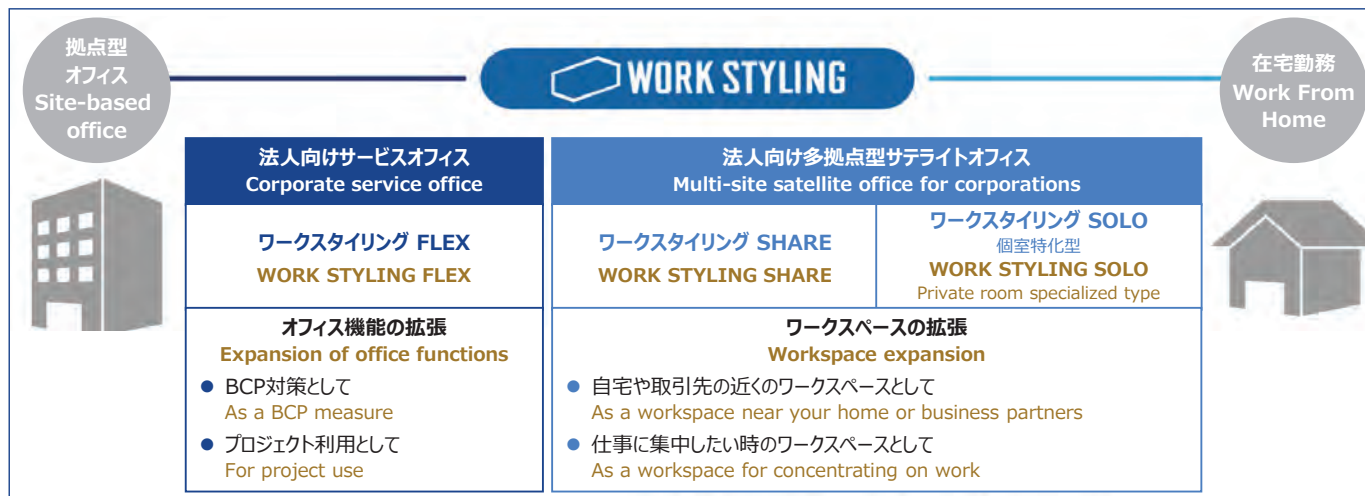 拠点型
オフィス
Site-based
office
WORK STYLING
在宅勤務
Work From
Home
法人向けサービスオフィス
Corporate service office
法人向け多拠点型サテライトオフィス
Multi-site satellite office for corporations
ワークスタイリング FLEX
WORK STYLING FLEX
ワークスタイリング SHARE
WORK STYLING SHARE
ワークスタイリング SOLO
個室特化型
WORK STYLING SOLO
Private room specialized type
オフィス機能の拡張
Expansion of office functions
● BCP対策として
As a BCP measure
● プロジェクト利用として
For project use
ワークスペースの拡張
Workspace expansion
● 自宅や取引先の近くのワークスペースとして
As a workspace near your home or business partners
● 仕事に集中したい時のワークスペースとして
As a workspace for concentrating on work